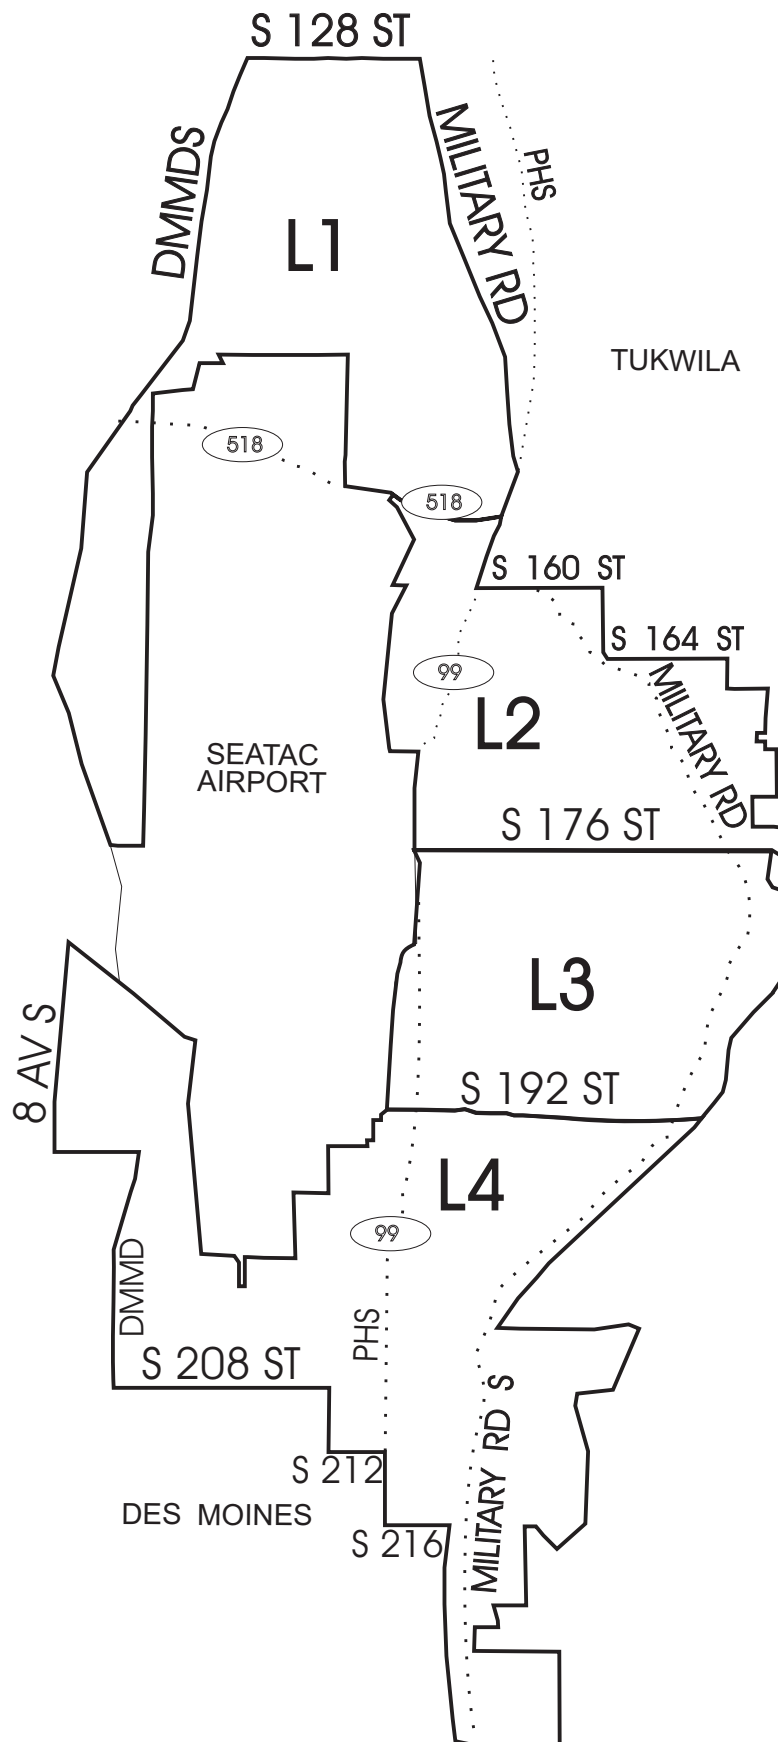 S 128 ST
DMMDS
MILITARY RD
PHS
L1
TUKWILA
518
518
S 160 ST
S 164 ST
99
MILITARY RD
L2
SEATAC
AIRPORT
S 176 ST
L3
8 AV S
S 192 ST
L4
99
DMMD
PHS
S 208 ST
MILITARY RD S
S 212
DES MOINES
S 216